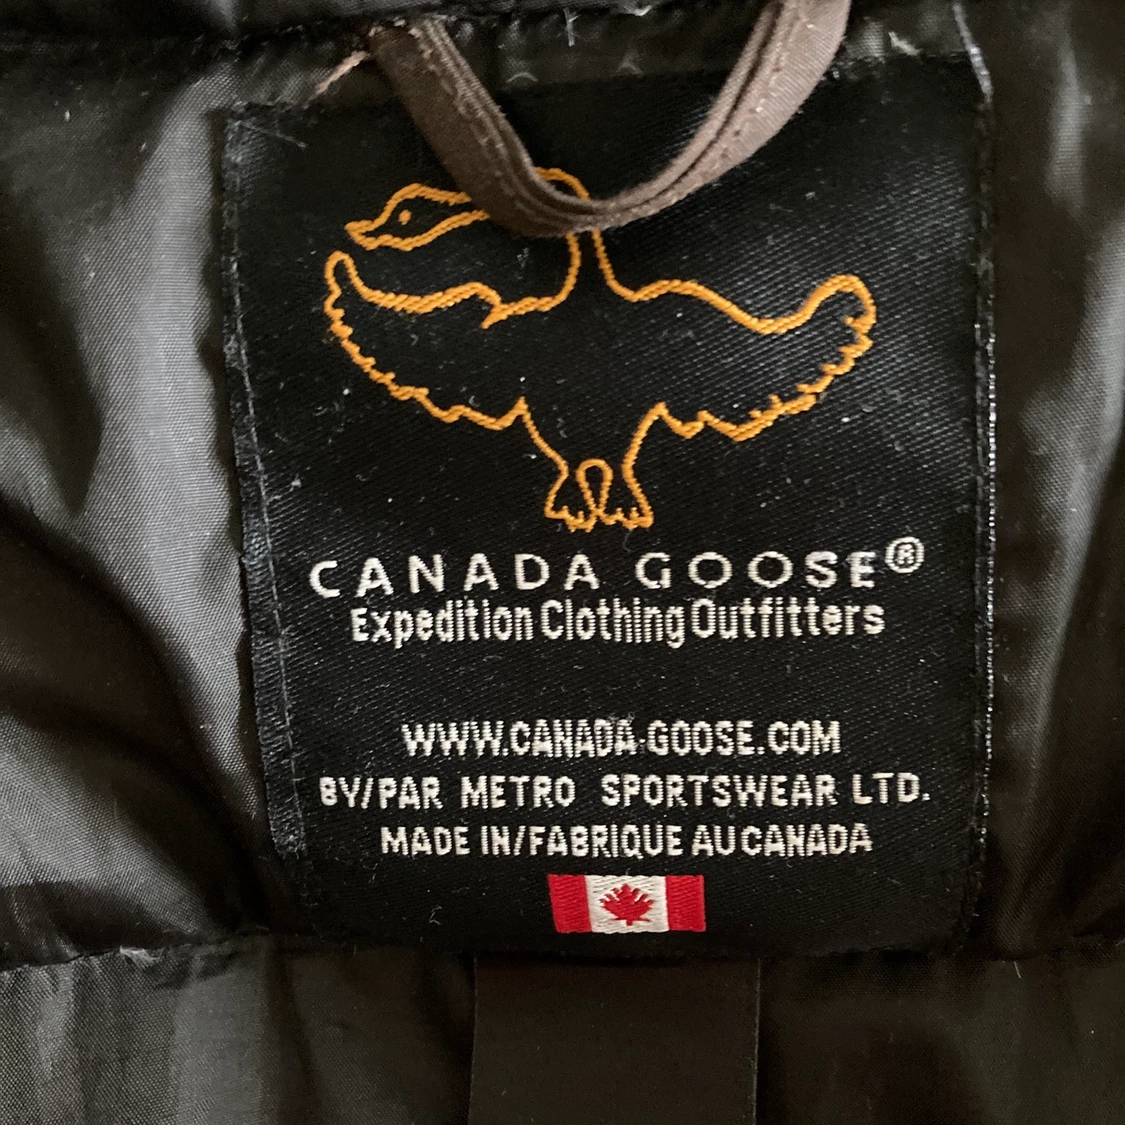 CANADA GOOSE®
Expedition Clothing Outfitters
WWW.CANADA-GOOSE.COM
BY/PAR METRO SPORTSWEAR LTD.
MADE IN/FABRIQUE AU CANADA